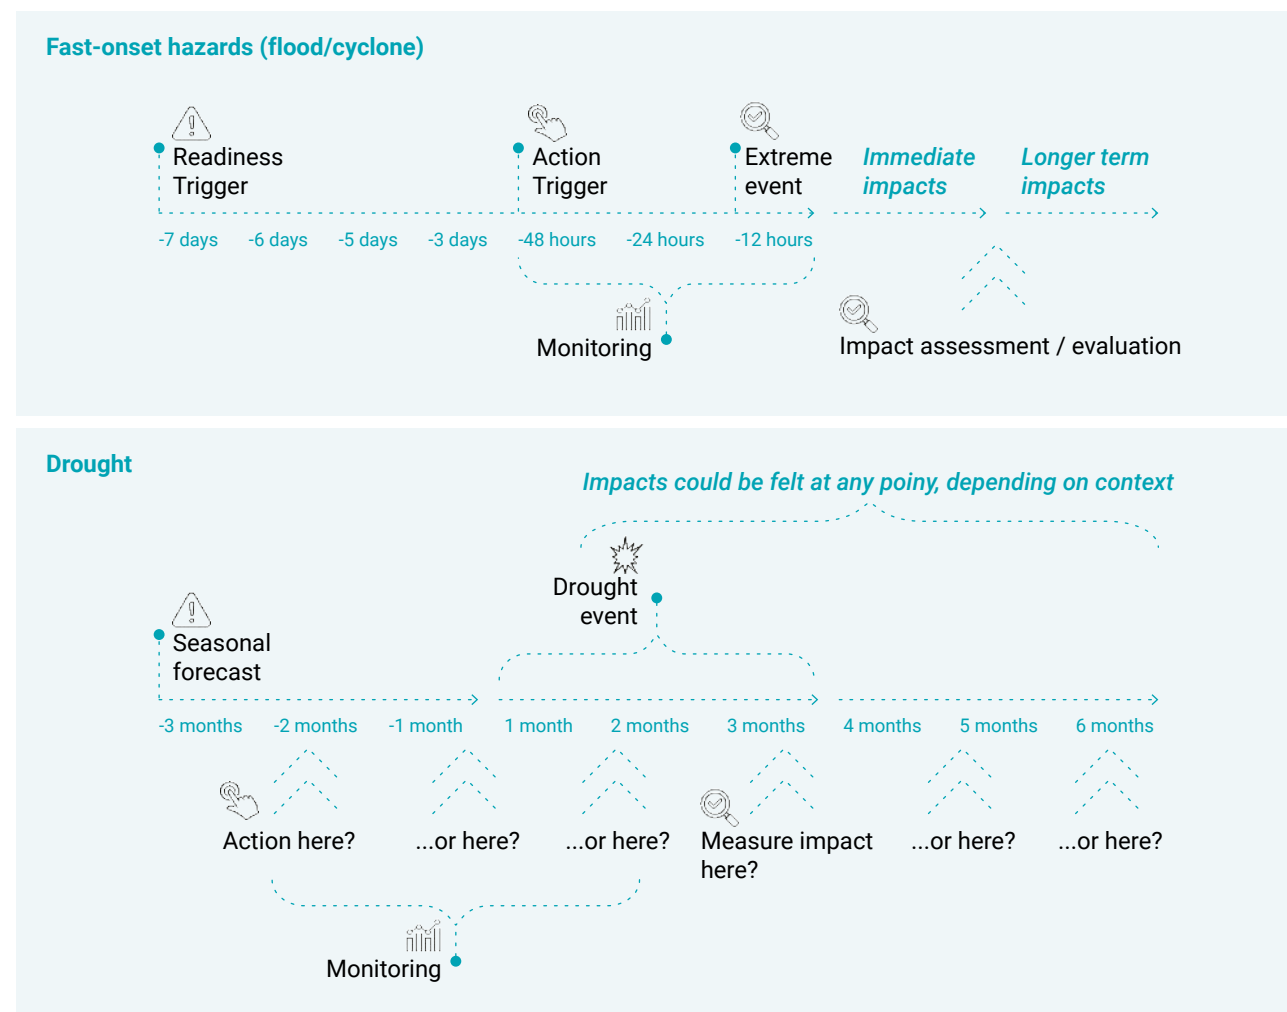 Fast-onset hazards (flood/cyclone)
Readiness
Trigger
Action
Trigger
Extreme
event
Immediate
impacts
Longer term
impacts
-7 days
-6 days
-5 days
-3 days
-48 hours
-24 hours
-12 hours
Monitoring
Impact assessment / evaluation
Drought
Impacts could be felt at any poiny, depending on context
Drought
event
Seasonal
forecast
-3 months
-2 months
-1 month
1 month
2 months
3 months
4 months
5 months
6 months
Action here?
...or here?
...or here?
Measure impact
here?
...or here?
...or here?
Monitoring